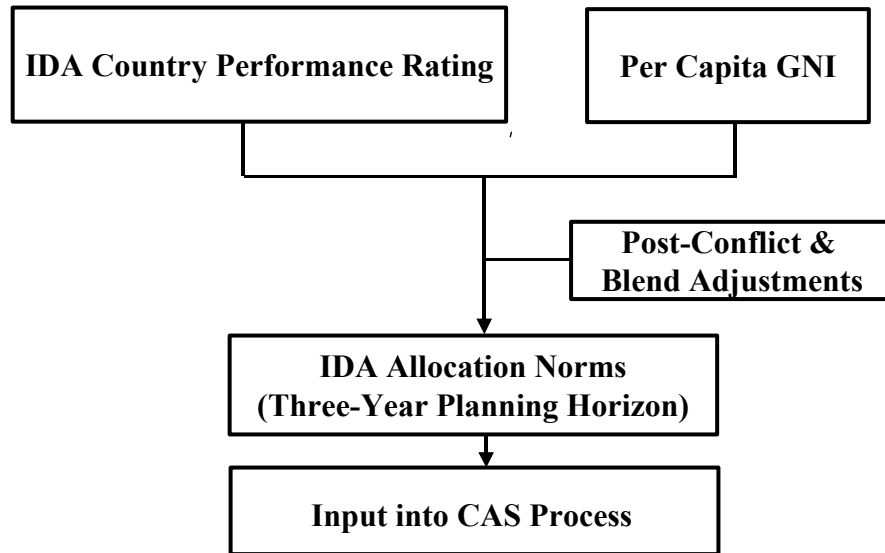 IDA Country Performance Rating
Per Capita GNI
Post-Conflict &
Blend Adjustments
IDA Allocation Norms
(Three-Year Planning Horizon)
Input into CAS Process